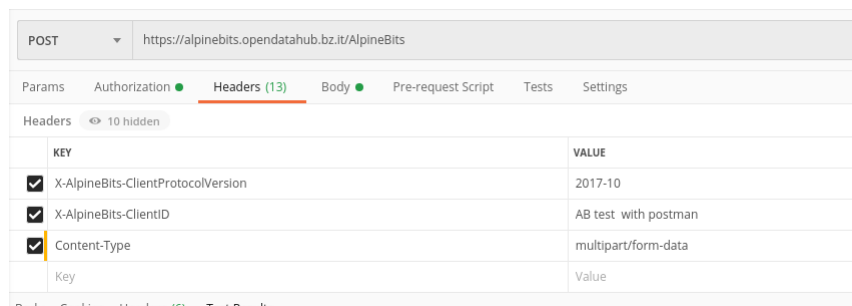 POST https://alpinebits.opendatahub.bz.it/AlpineBits
Params Authorization Headers (13) Body Pre-request Script Tests Settings
Headers 10 hidden
KEY VALUE
X-AlpineBits-ClientProtocolVersion 2017-10
X-AlpineBits-ClientID AB test  with postman
Content-Type multipart/form-data
Key Value